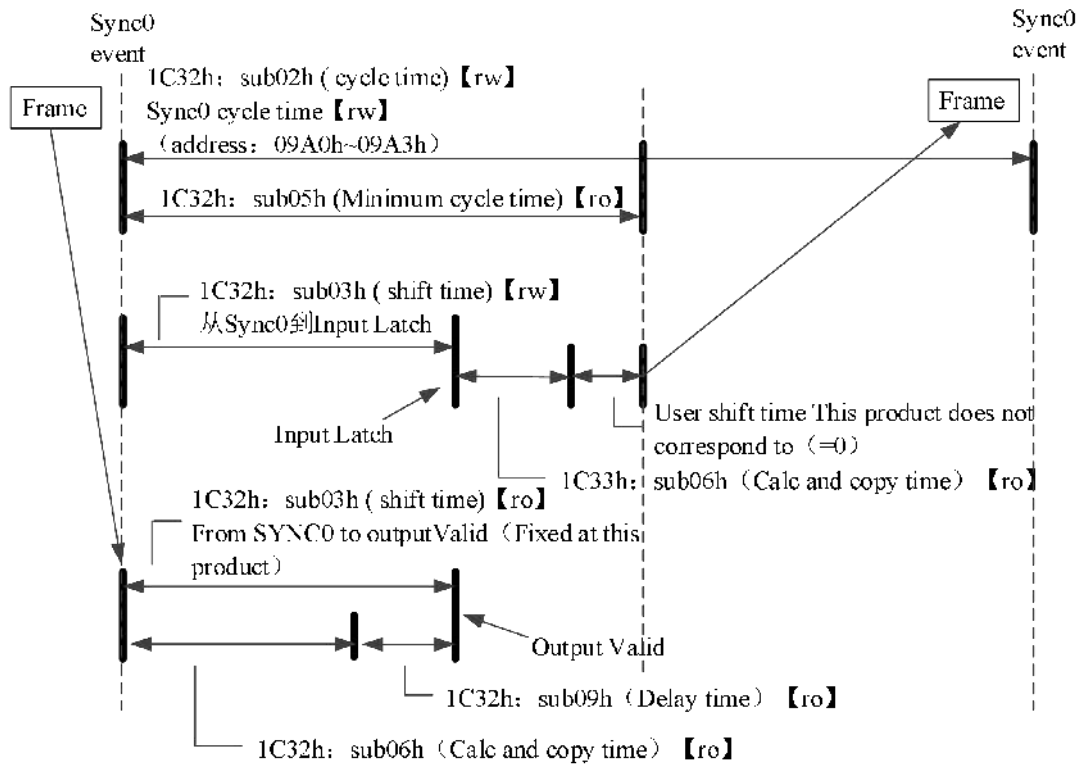 Sync0
event
Sync0
event
1C32h：sub02h ( cycle time)【rw】
Frame
Sync0 cycle time【rw】
（address：09A0h~09A3h）
Frame
1C32h：sub05h (Minimum cycle time)【ro】
1C32h：sub03h ( shift time)【rw】
从Sync0到Input Latch
Input Latch
User shift time This product does not
correspond to（=0）
1C33h：sub06h（Calc and copy time）【ro】
1C32h：sub03h ( shift time)【ro】
From SYNC0 to outputValid（Fixed at this
product）
Output Valid
1C32h：sub09h（Delay time）【ro】
1C32h：sub06h（Calc and copy time）【ro】